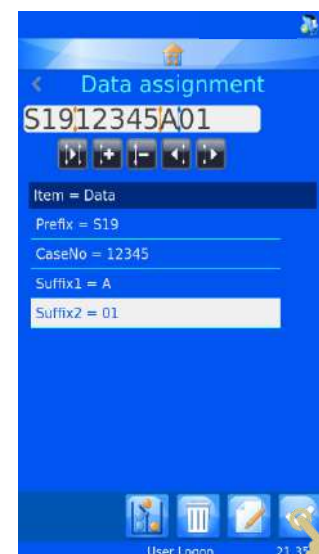 Data assignment
S1912345A01
Item = Data
Prefix = S19
CaseNo = 12345
Suffix1 = A
Suffix2 = 01
User Logon 21:35